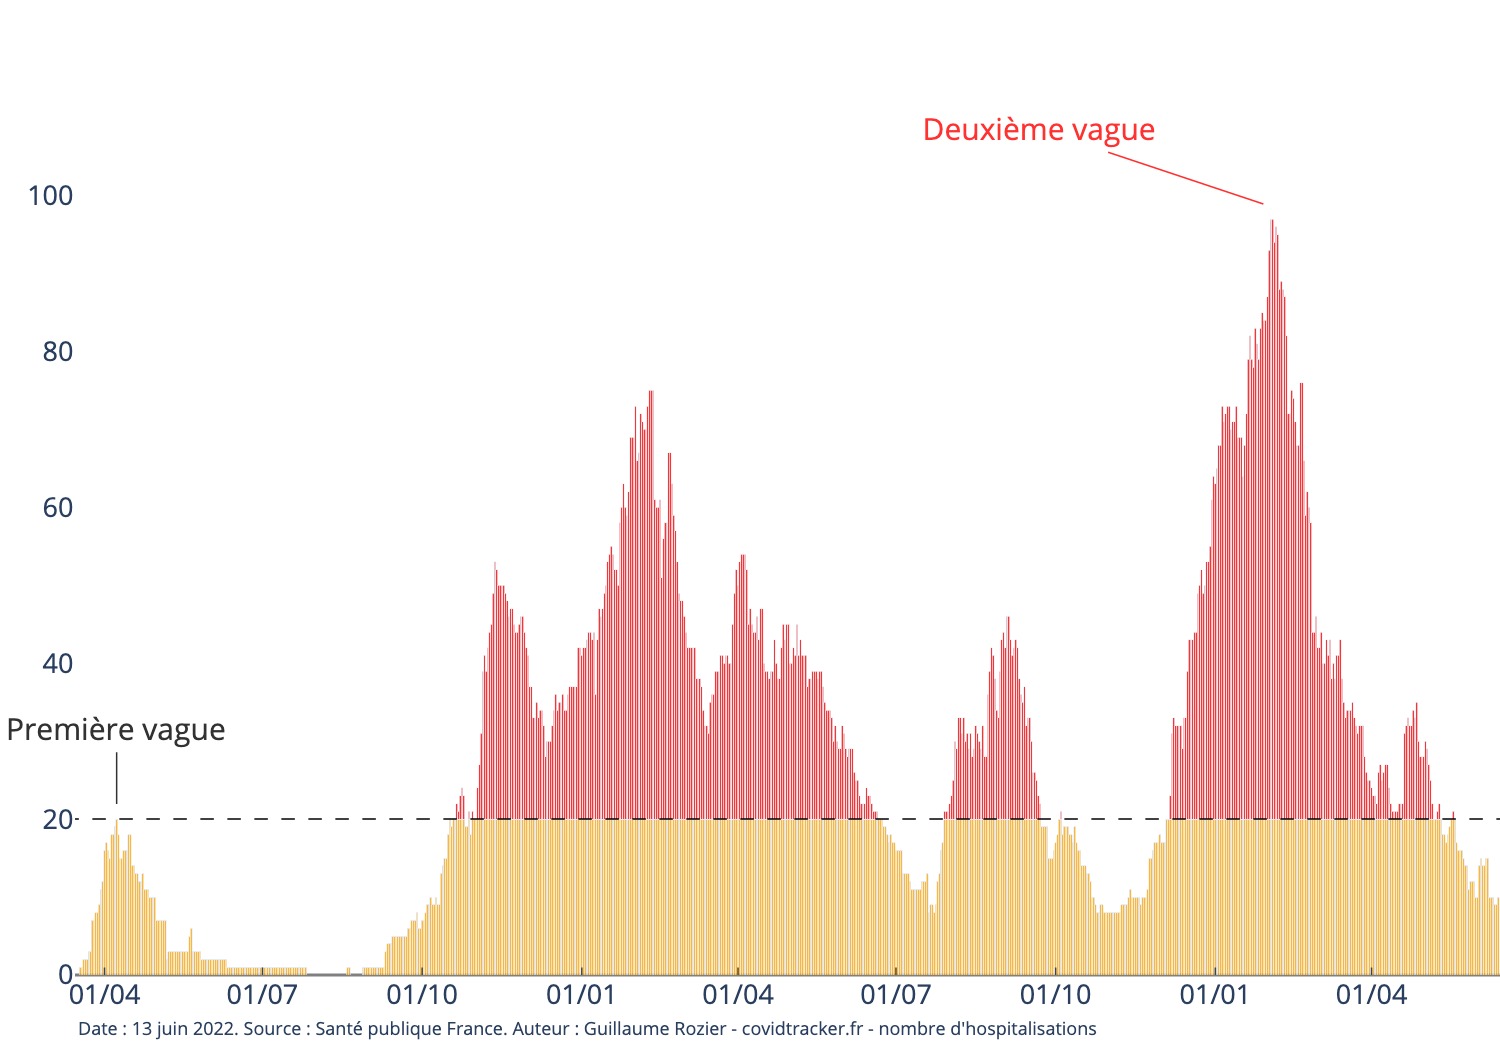 Deuxième vague
100
80
60
40
Première vague
20
0
01/04 01/07 01/10 01/01 01/04 01/07 01/10 01/01 01/04
Date : 13 juin 2022. Source : Santé publique France. Auteur : Guillaume Rozier - covidtracker.fr - nombre d'hospitalisations